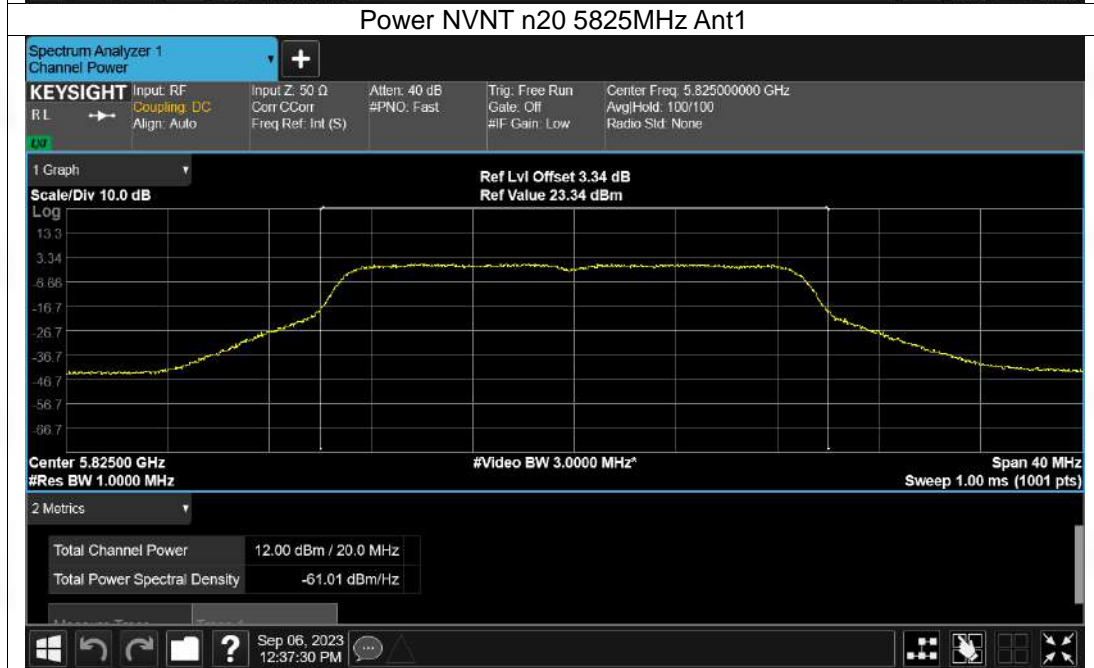 Power NVNT n20 5825MHz Ant1
Spectrum Analyzer 1
Channel Power
KEYSIGHT
RL
Input: RF
Coupling: DC
Align: Auto
Input Z: 50 Ω
Corr CCorr
Freq Ref: Int (S)
Atten: 40 dB
#PNO: Fast
Trig: Free Run
Gate: Off
#IF Gain: Low
Center Freq: 5.825000000 GHz
Avg|Hold: 100/100
Radio Std: None
LXI
1 Graph
Scale/Div 10.0 dB
Ref Lvl Offset 3.34 dB
Ref Value 23.34 dBm
Log
13.3
3.34
-6.66
-16.7
-26.7
-36.7
-46.7
-56.7
-66.7
Center 5.82500 GHz
#Video BW 3.0000 MHz*
Span 40 MHz
#Res BW 1.0000 MHz
Sweep 1.00 ms (1001 pts)
2 Metrics
Total Channel Power 12.00 dBm / 20.0 MHz
Total Power Spectral Density -61.01 dBm/Hz
Sep 06, 2023
12:37:30 PM